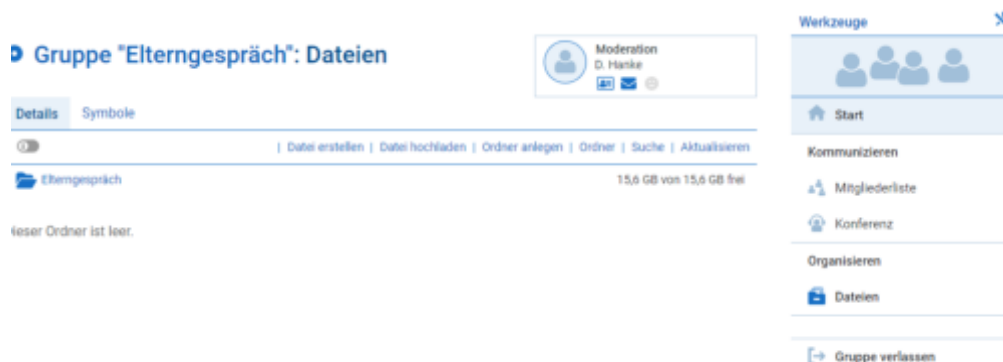 Gruppe "Elterngespräch": Dateien
Moderation
D. Hanke
Details Symbole
| Datei erstellen | Datei hochladen | Ordner anlegen | Ordner | Suche | Aktualisieren
Elterngespräch 15,6 GB von 15,6 GB frei
ieser Ordner ist leer.
Werkzeuge
Start
Kommunizieren
Mitgliederliste
Konferenz
Organisieren
Dateien
Gruppe verlassen